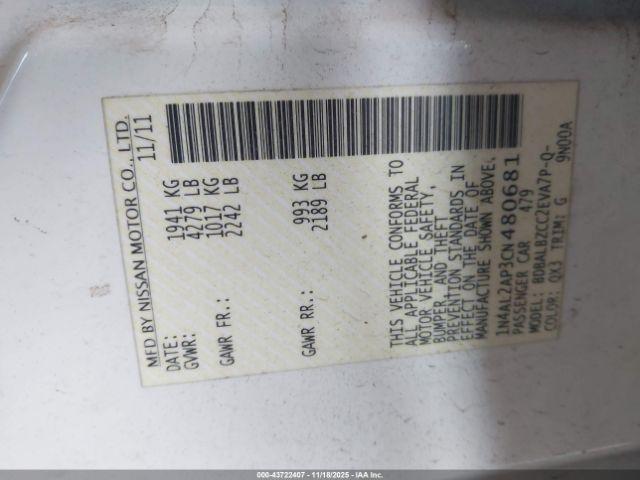 MFD BY NISSAN MOTOR CO., LTD.
DATE: 11/11
GVWR: 1941 KG
4279 LB
GAWR FR.: 1017 KG
2242 LB
GAWR RR.: 993 KG
2189 LB
THIS VEHICLE CONFORMS TO
ALL APPLICABLE FEDERAL
MOTOR VEHICLE SAFETY,
BUMPER, AND THEFT
PREVENTION STANDARDS IN
EFFECT ON THE DATE OF
MANUFACTURE SHOWN ABOVE.
1N4AL2AP3CN480681
PASSENGER CAR 479
MODEL: BDBALBZCC2EVA7P-Q-
COLOR: QX3 TRIM: G 9N00A
000-43722407 - 11/18/2025 - IAA Inc.